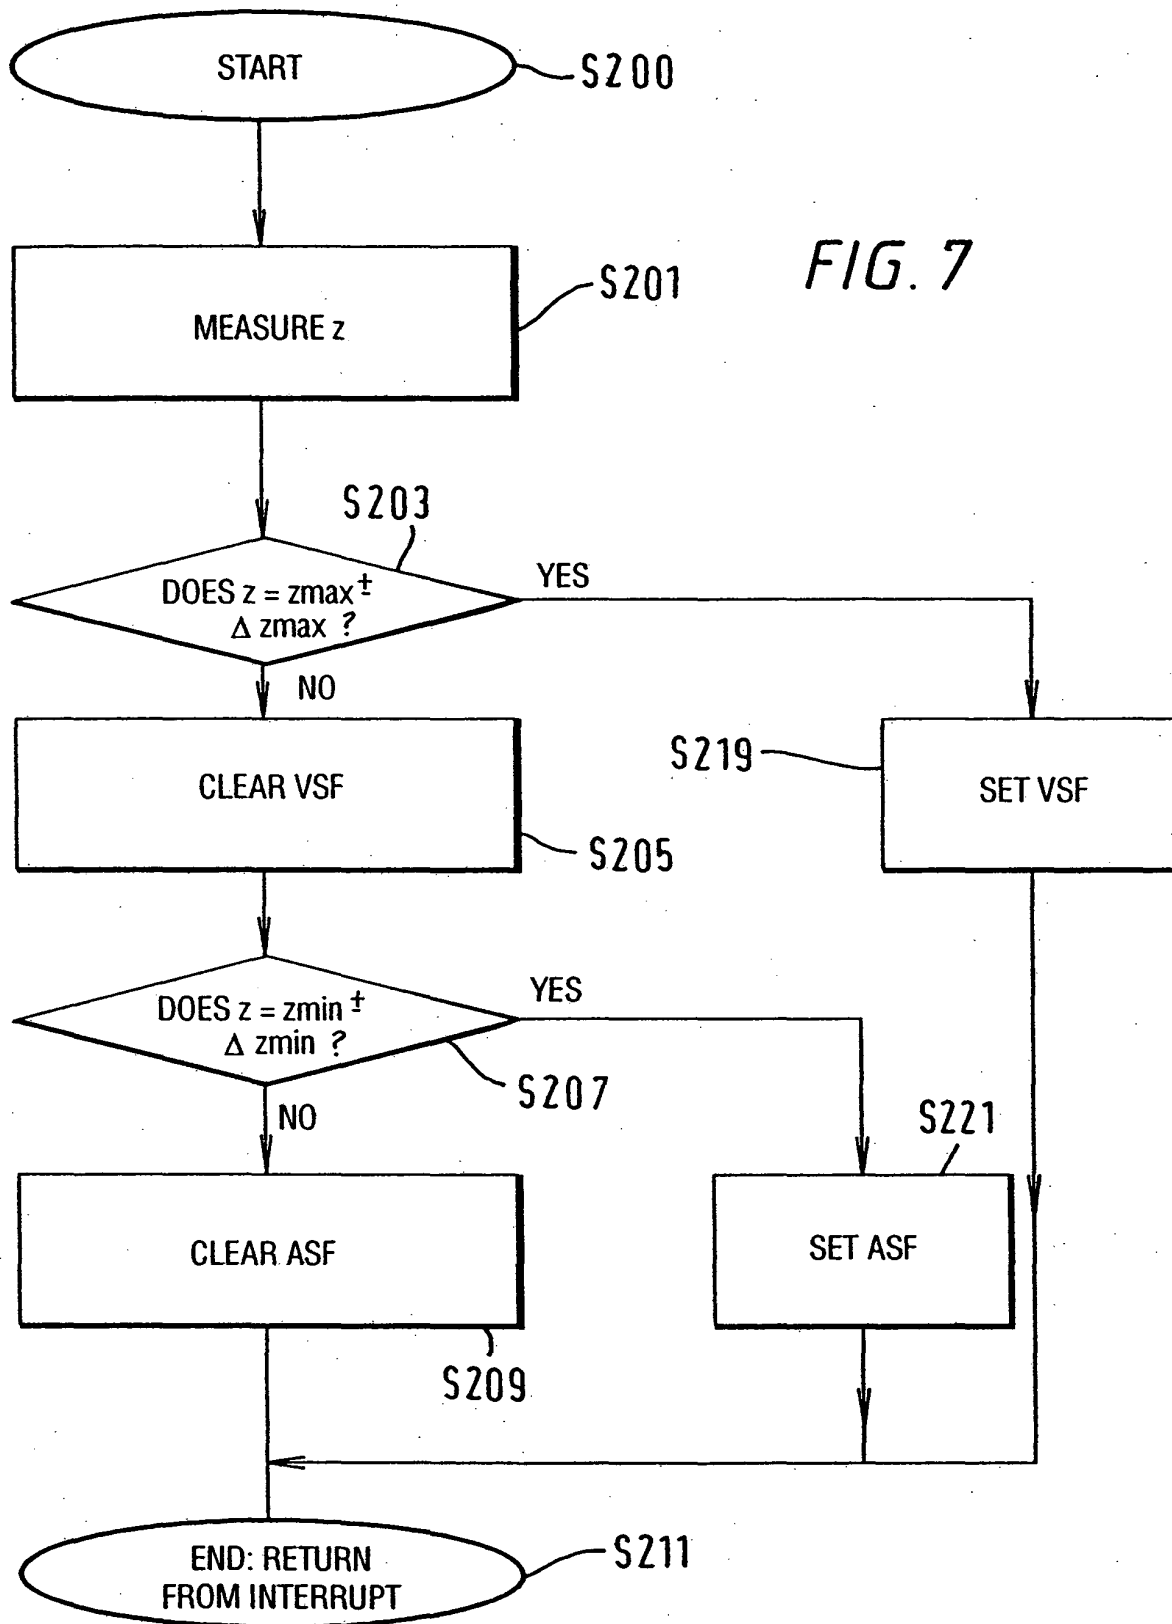 START
S200
FIG. 7
S201
MEASURE z
S203
DOES z = zmax ±
Δ zmax ?
YES
NO
CLEAR VSF
S205
S219
SET VSF
DOES z = zmin ±
Δ zmin ?
YES
S207
NO
CLEAR ASF
S209
S221
SET ASF
END: RETURN
FROM INTERRUPT
S211